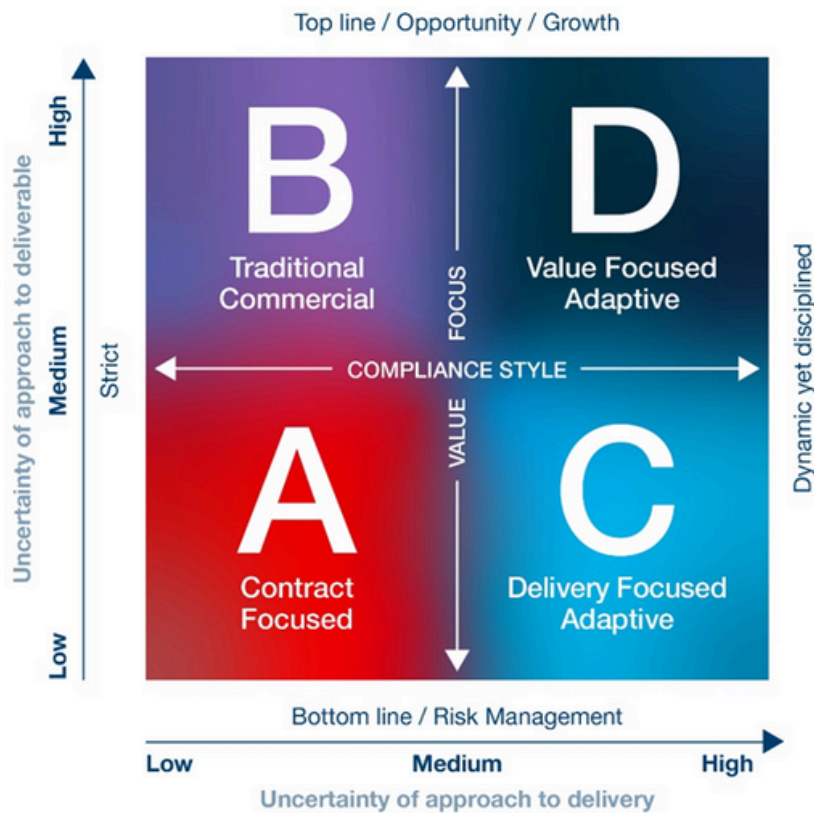 Top line / Opportunity / Growth
High
Medium
Low
Uncertainty of approach to deliverable
Strict
B
Traditional
Commercial
D
Value Focused
Adaptive
FOCUS
COMPLIANCE STYLE
VALUE
Dynamic yet disciplined
A
Contract
Focused
C
Delivery Focused
Adaptive
Bottom line / Risk Management
Low
Medium
High
Uncertainty of approach to delivery